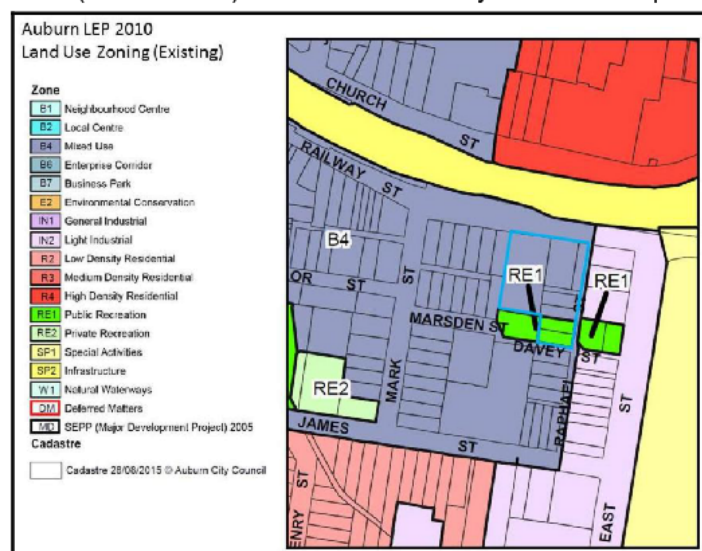 Auburn LEP 2010
Land Use Zoning (Existing)
Zone
B1 Neighbourhood Centre
B2 Local Centre
B4 Mixed Use
B6 Enterprise Corridor
B7 Business Park
E2 Environmental Conservation
IN1 General Industrial
IN2 Light Industrial
R2 Low Density Residential
R3 Medium Density Residential
R4 High Density Residential
RE1 Public Recreation
RE2 Private Recreation
SP1 Special Activities
SP2 Infrastructure
W1 Natural Waterways
DM Deferred Matters
MD SEPP (Major Development Project) 2005
Cadastre
Cadastre 28/08/2015 © Auburn City Council
CHURCH ST
RAILWAY ST
B4
OR ST
ST
MARK
MARSDEN ST
RE1
RE1
DAVEY ST
RE2
RAPHAEL
JAMES ST
ST
ENRY
ST
EAST